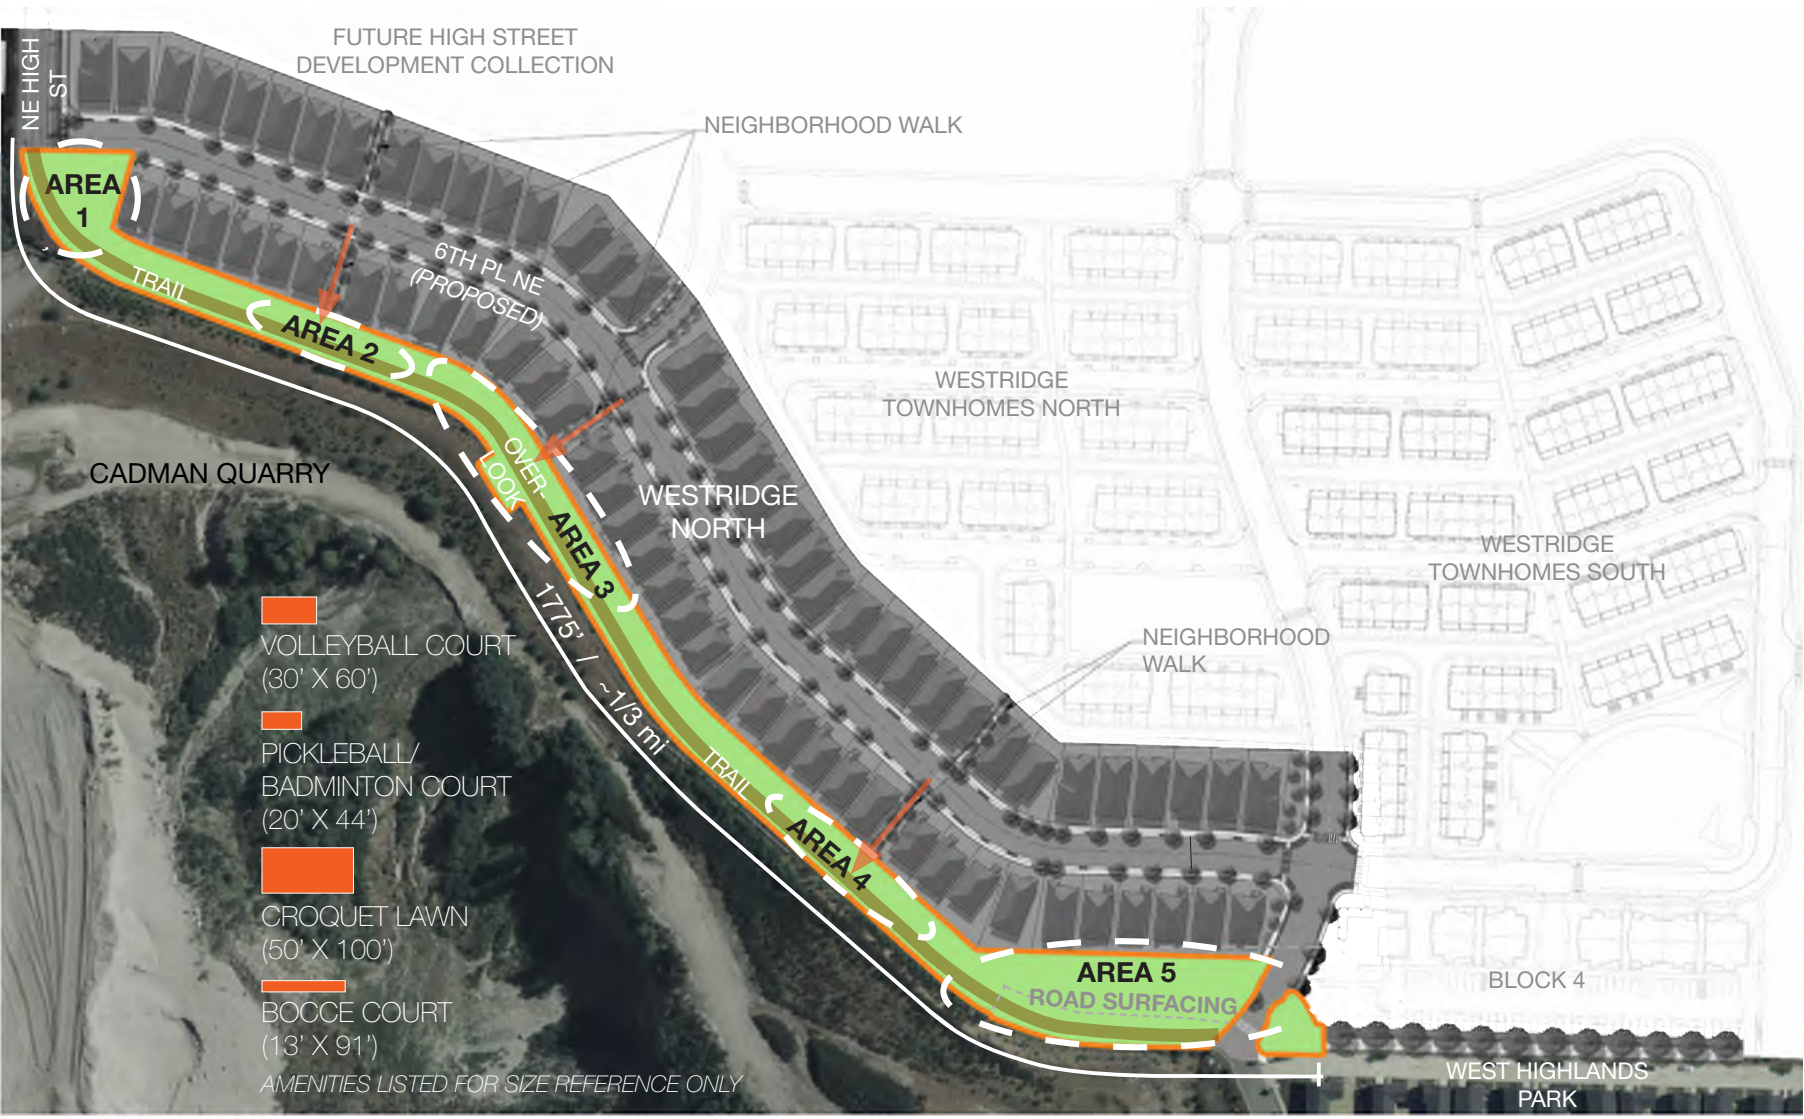 FUTURE HIGH STREET
DEVELOPMENT COLLECTION
NE HIGH
ST
NEIGHBORHOOD WALK
AREA
1
TRAIL
6TH PL NE
(PROPOSED)
AREA 2
WESTRIDGE
TOWNHOMES NORTH
CADMAN QUARRY
OVER-
LOOK
WESTRIDGE
NORTH
AREA 3
WESTRIDGE
TOWNHOMES SOUTH
1775' / ~1/3 mi
VOLLEYBALL COURT
(30' X 60')
NEIGHBORHOOD
WALK
PICKLEBALL/
BADMINTON COURT
(20' X 44')
TRAIL
AREA 4
CROQUET LAWN
(50' X 100')
AREA 5
ROAD SURFACING
BLOCK 4
BOCCE COURT
(13' X 91')
AMENITIES LISTED FOR SIZE REFERENCE ONLY
WEST HIGHLANDS
PARK